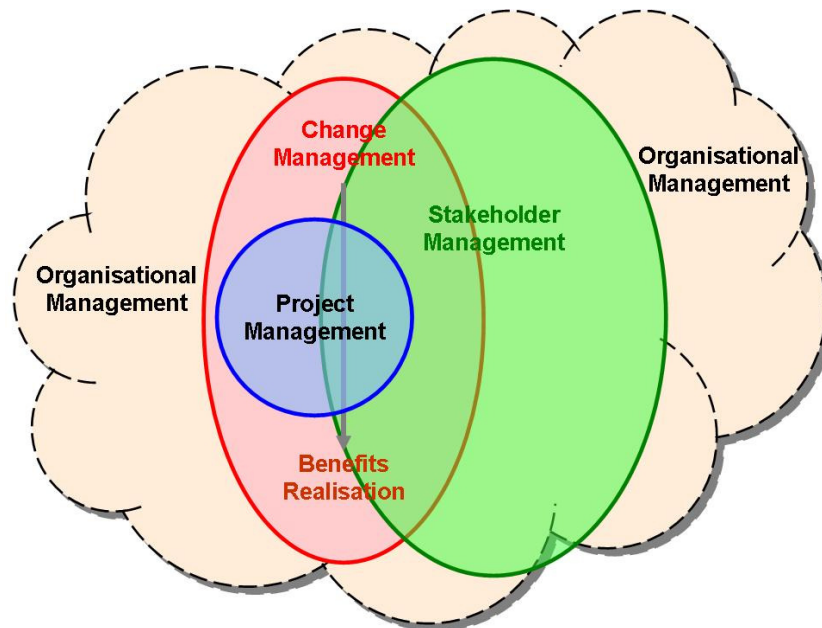 Change
Management
Organisational
Management
Stakeholder
Management
Organisational
Management
Project
Management
Benefits
Realisation